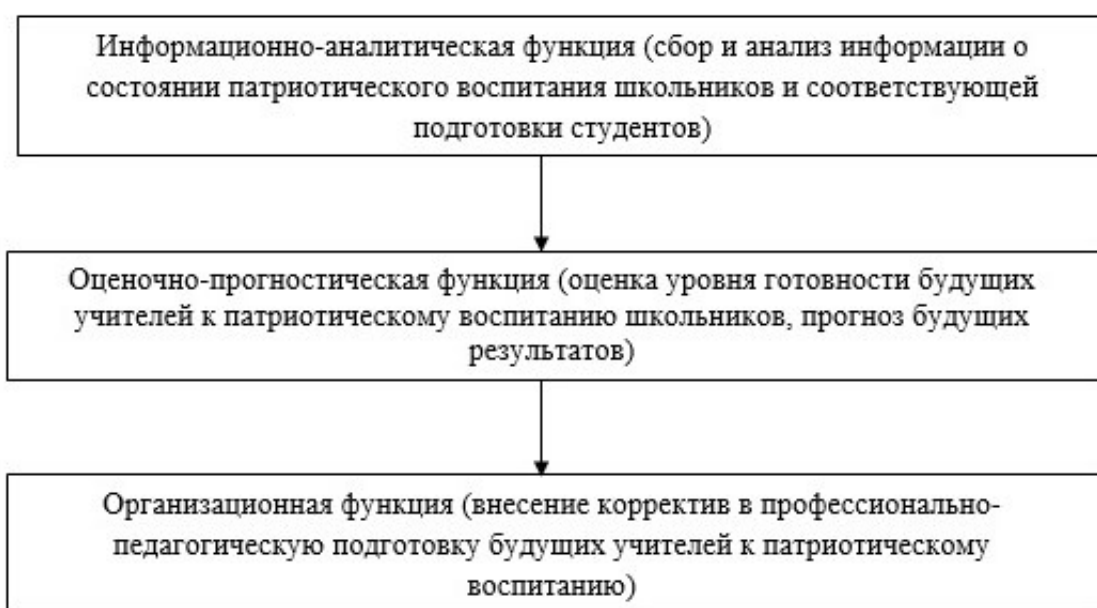 Информационно-аналитическая функция (сбор и анализ информации о
состоянии патриотического воспитания школьников и соответствующей
подготовки студентов)
Оценочно-прогностическая функция (оценка уровня готовности будущих
учителей к патриотическому воспитанию школьников, прогноз будущих
результатов)
Организационная функция (внесение корректив в профессионально-
педагогическую подготовку будущих учителей к патриотическому
воспитанию)